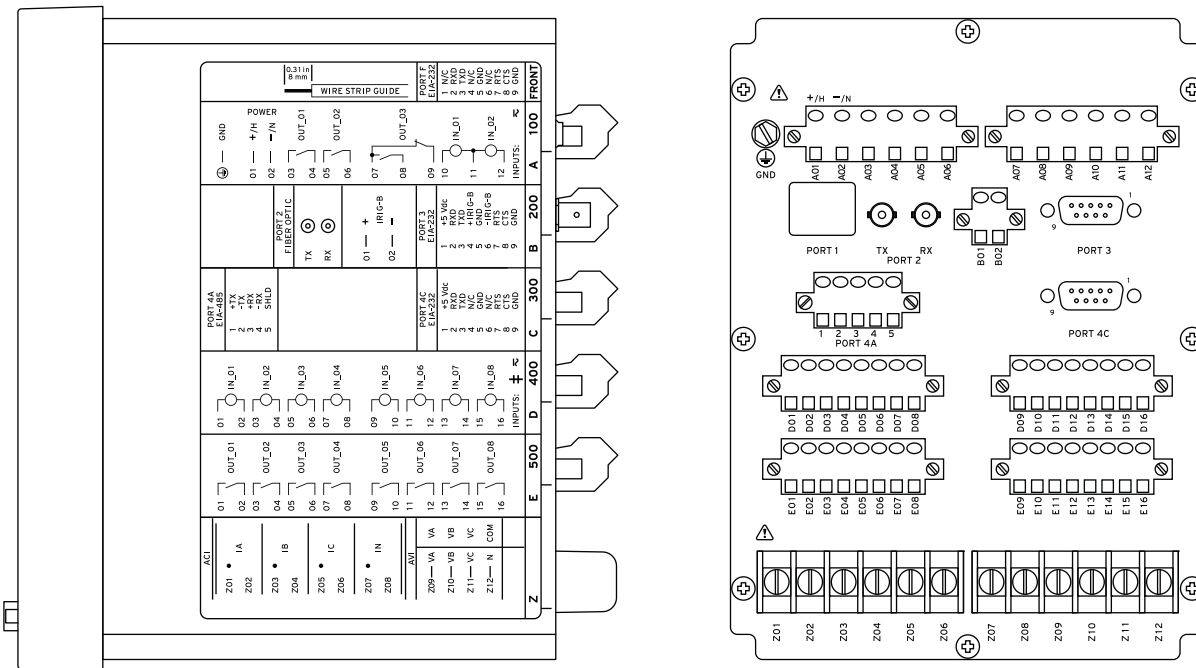 0.31 in
8 mm
WIRE STRIP GUIDE
PORT F
EIA-232
1 N/C
2 RXD
3 TXD
4 N/C
5 GND
6 N/C
7 RTS
8 CTS
9 GND
FRONT
GND
POWER
01 +/H
02 -/N
OUT_01
03
04
OUT_02
05
06
OUT_03
07
08
09
IN_01
10
11
IN_02
12
INPUTS:
A
100
PORT 2
FIBER OPTIC
TX
RX
IRIG-B
01 +
02 -
PORT 3
EIA-232
1 +5 Vdc
2 RXD
3 TXD
4 +IRIG-B
5 GND
6 -IRIG-B
7 RTS
8 CTS
9 GND
B
200
PORT 4A
EIA-485
1 +TX
2 -TX
3 +RX
4 -RX
5 SHLD
PORT 4C
EIA-232
1 +5 Vdc
2 RXD
3 TXD
4 N/C
5 GND
6 N/C
7 RTS
8 CTS
9 GND
C
300
IN_01
01
02
IN_02
03
04
IN_03
05
06
IN_04
07
08
IN_05
09
10
IN_06
11
12
IN_07
13
14
IN_08
15
16
INPUTS:
D
400
OUT_01
01
02
OUT_02
03
04
OUT_03
05
06
OUT_04
07
08
OUT_05
09
10
OUT_06
11
12
OUT_07
13
14
OUT_08
15
16
E
500
ACI
Z01
IA
Z02
Z03
IB
Z04
Z05
IC
Z06
Z07
IN
Z08
AVI
Z09 VA VA
Z10 VB VB
Z11 VC VC
Z12 N COM
Z
+/H -/N
GND
A01 A02 A03 A04 A05 A06
A07 A08 A09 A10 A11 A12
PORT 1
TX RX
PORT 2
B01 B02
1
9
PORT 3
1 2 3 4 5
PORT 4A
1
9
PORT 4C
D01 D02 D03 D04 D05 D06 D07 D08
D09 D10 D11 D12 D13 D14 D15 D16
E01 E02 E03 E04 E05 E06 E07 E08
E09 E10 E11 E12 E13 E14 E15 E16
Z01 Z02 Z03 Z04 Z05 Z06
Z07 Z08 Z09 Z10 Z11 Z12